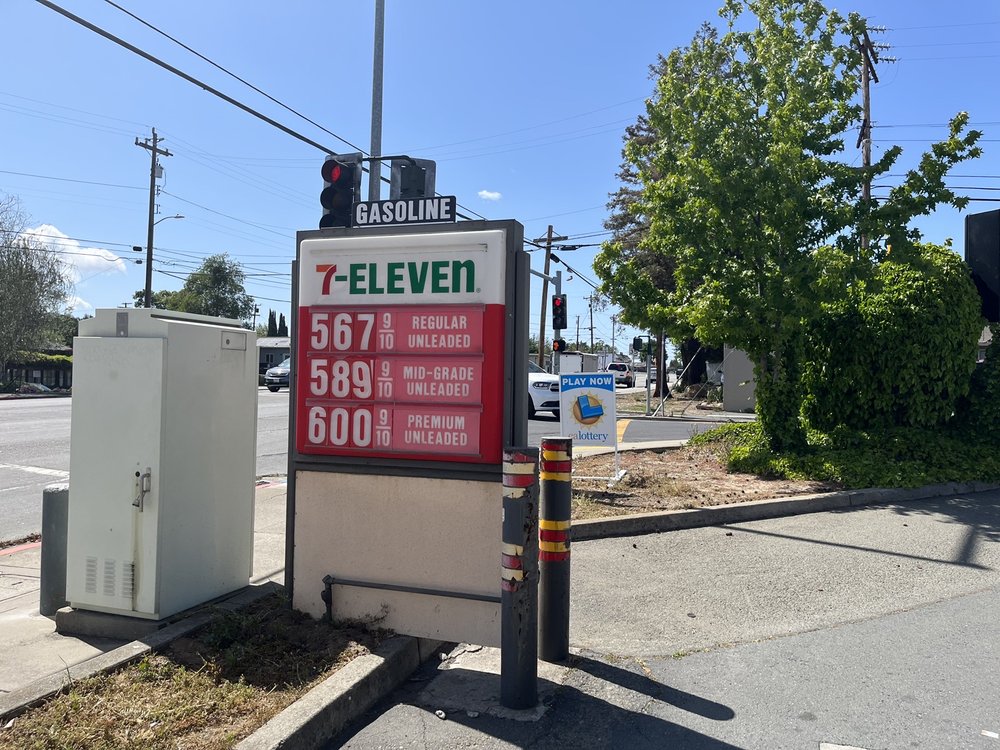 GASOLINE
7-ELEVEN®
567 9/10 REGULAR
UNLEADED
589 9/10 MID-GRADE
UNLEADED
600 9/10 PREMIUM
UNLEADED
PLAY NOW
calottery